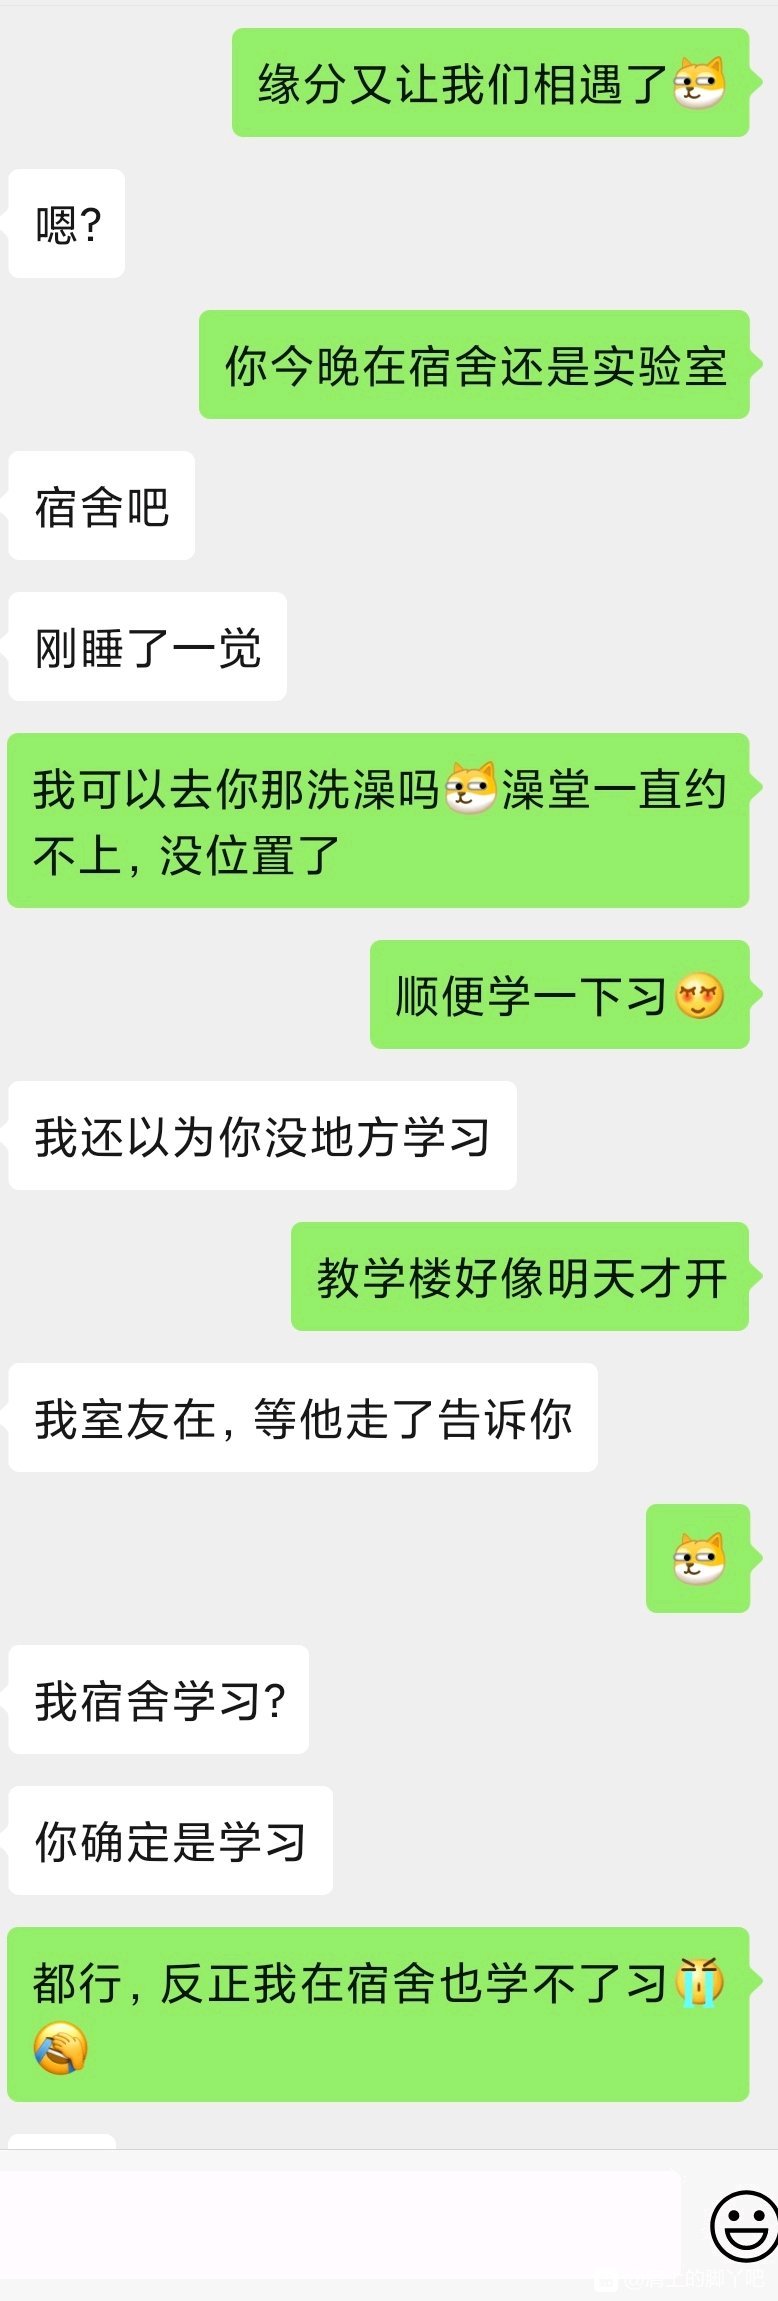 缘分又让我们相遇了
嗯?
你今晚在宿舍还是实验室
宿舍吧
刚睡了一觉
我可以去你那洗澡吗 澡堂一直约
不上，没位置了
顺便学一下习
我还以为你没地方学习
教学楼好像明天才开
我室友在，等他走了告诉你
我宿舍学习?
你确定是学习
都行，反正我在宿舍也学不了习